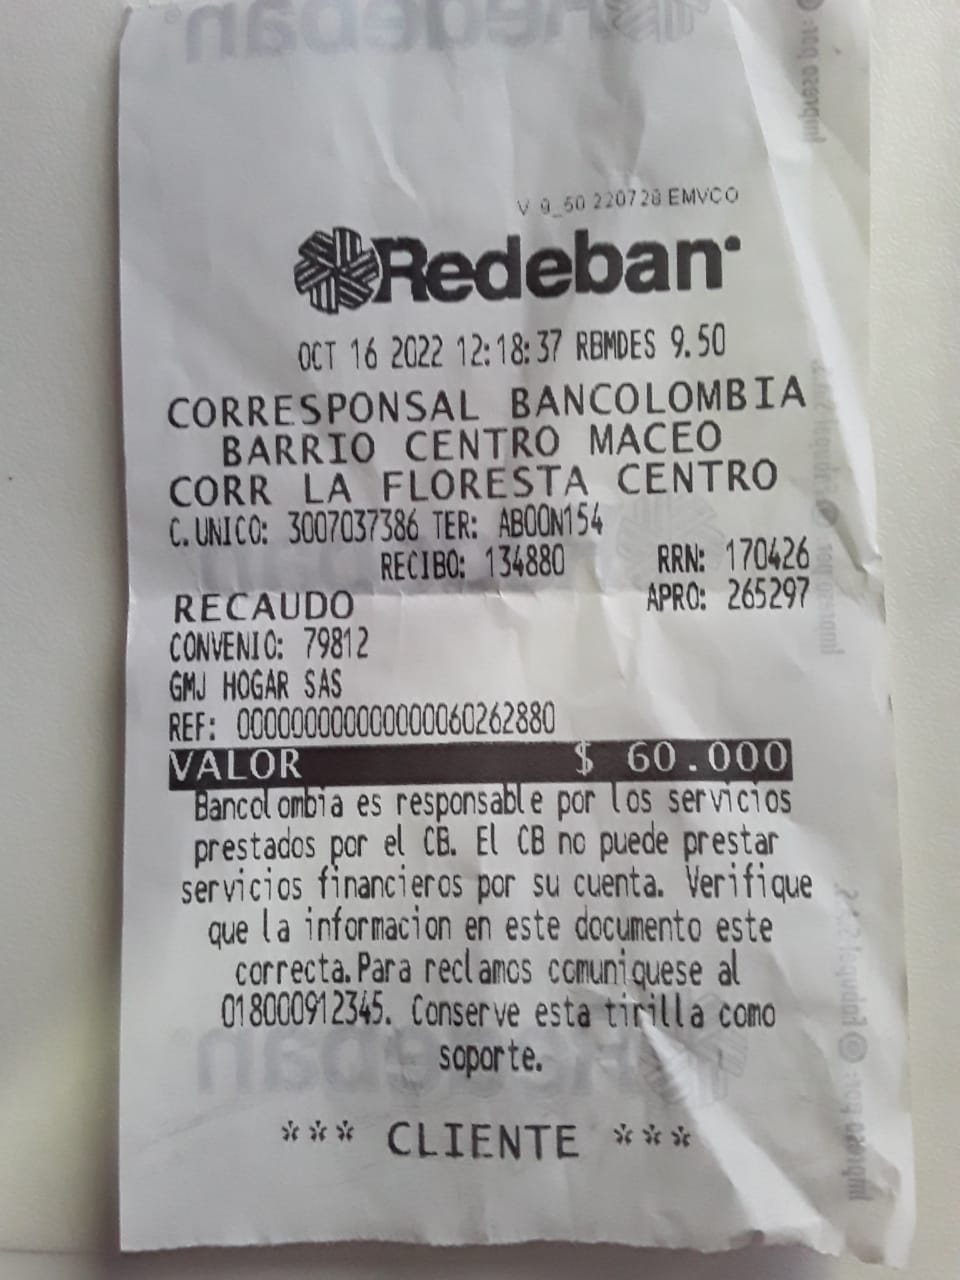 V 9_50 220728 EMVCO
Redeban
OCT 16 2022 12:18:37 RBMDES 9.50
CORRESPONSAL BANCOLOMBIA
BARRIO CENTRO MACEO
CORR LA FLORESTA CENTRO
C. UNICO: 3007037386 TER: AB00N154
RECIBO: 134880 RRN: 170426
RECAUDO APRO: 265297
CONVENIO: 79812
GMJ HOGAR SAS
REF: 000000000000000060262880
VALOR $ 60.000
Bancolombia es responsable por los servicios
prestados por el CB. El CB no puede prestar
servicios financieros por su cuenta. Verifique
que la informacion en este documento este
correcta.Para reclamos comuniquese al
018000912345. Conserve esta tirilla como
soporte.
*** CLIENTE ***